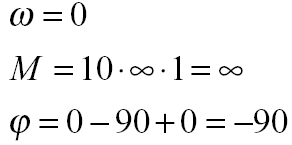 ω = 0
M = 10 · ∞ · 1 = ∞
φ = 0 − 90 + 0 = −90